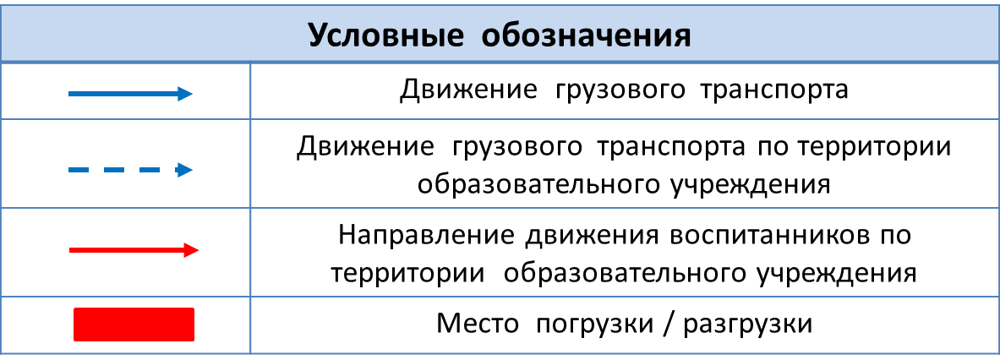 Условные обозначения
Движение грузового транспорта
Движение грузового транспорта по территории
образовательного учреждения
Направление движения воспитанников по
территории образовательного учреждения
Место погрузки / разгрузки